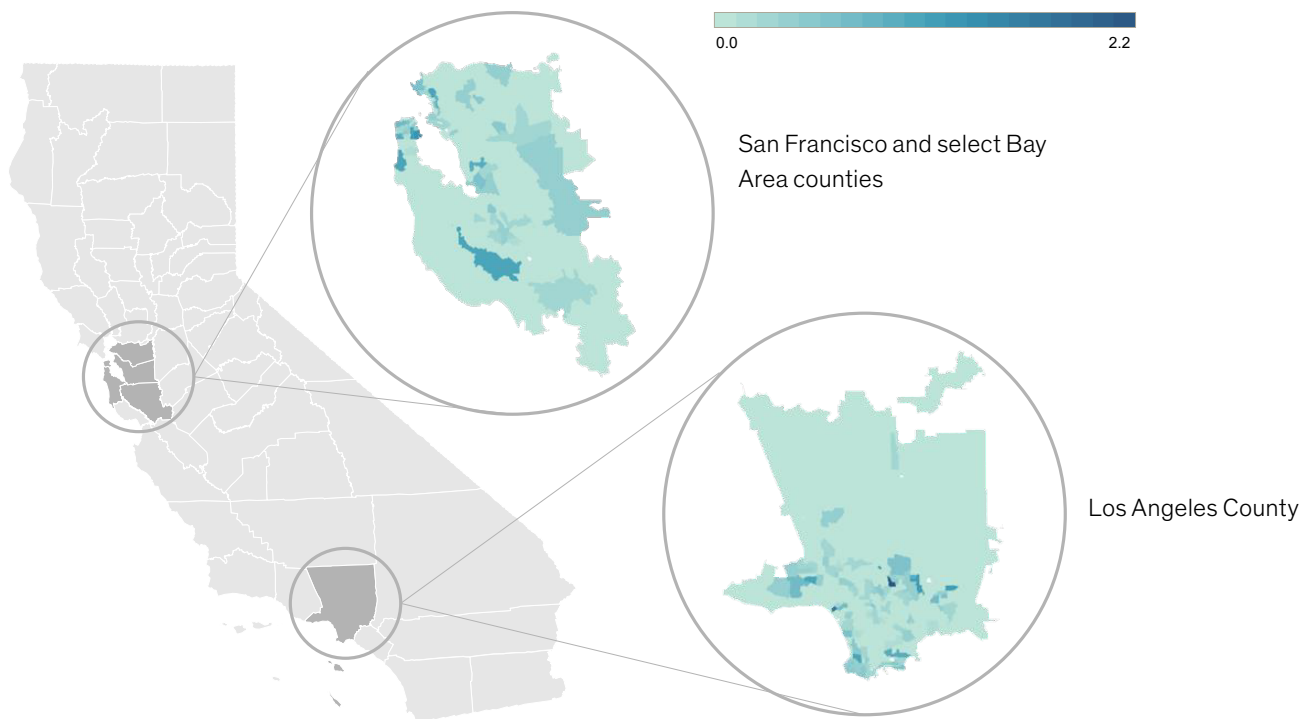 0.0
2.2
San Francisco and select Bay
Area counties
Los Angeles County